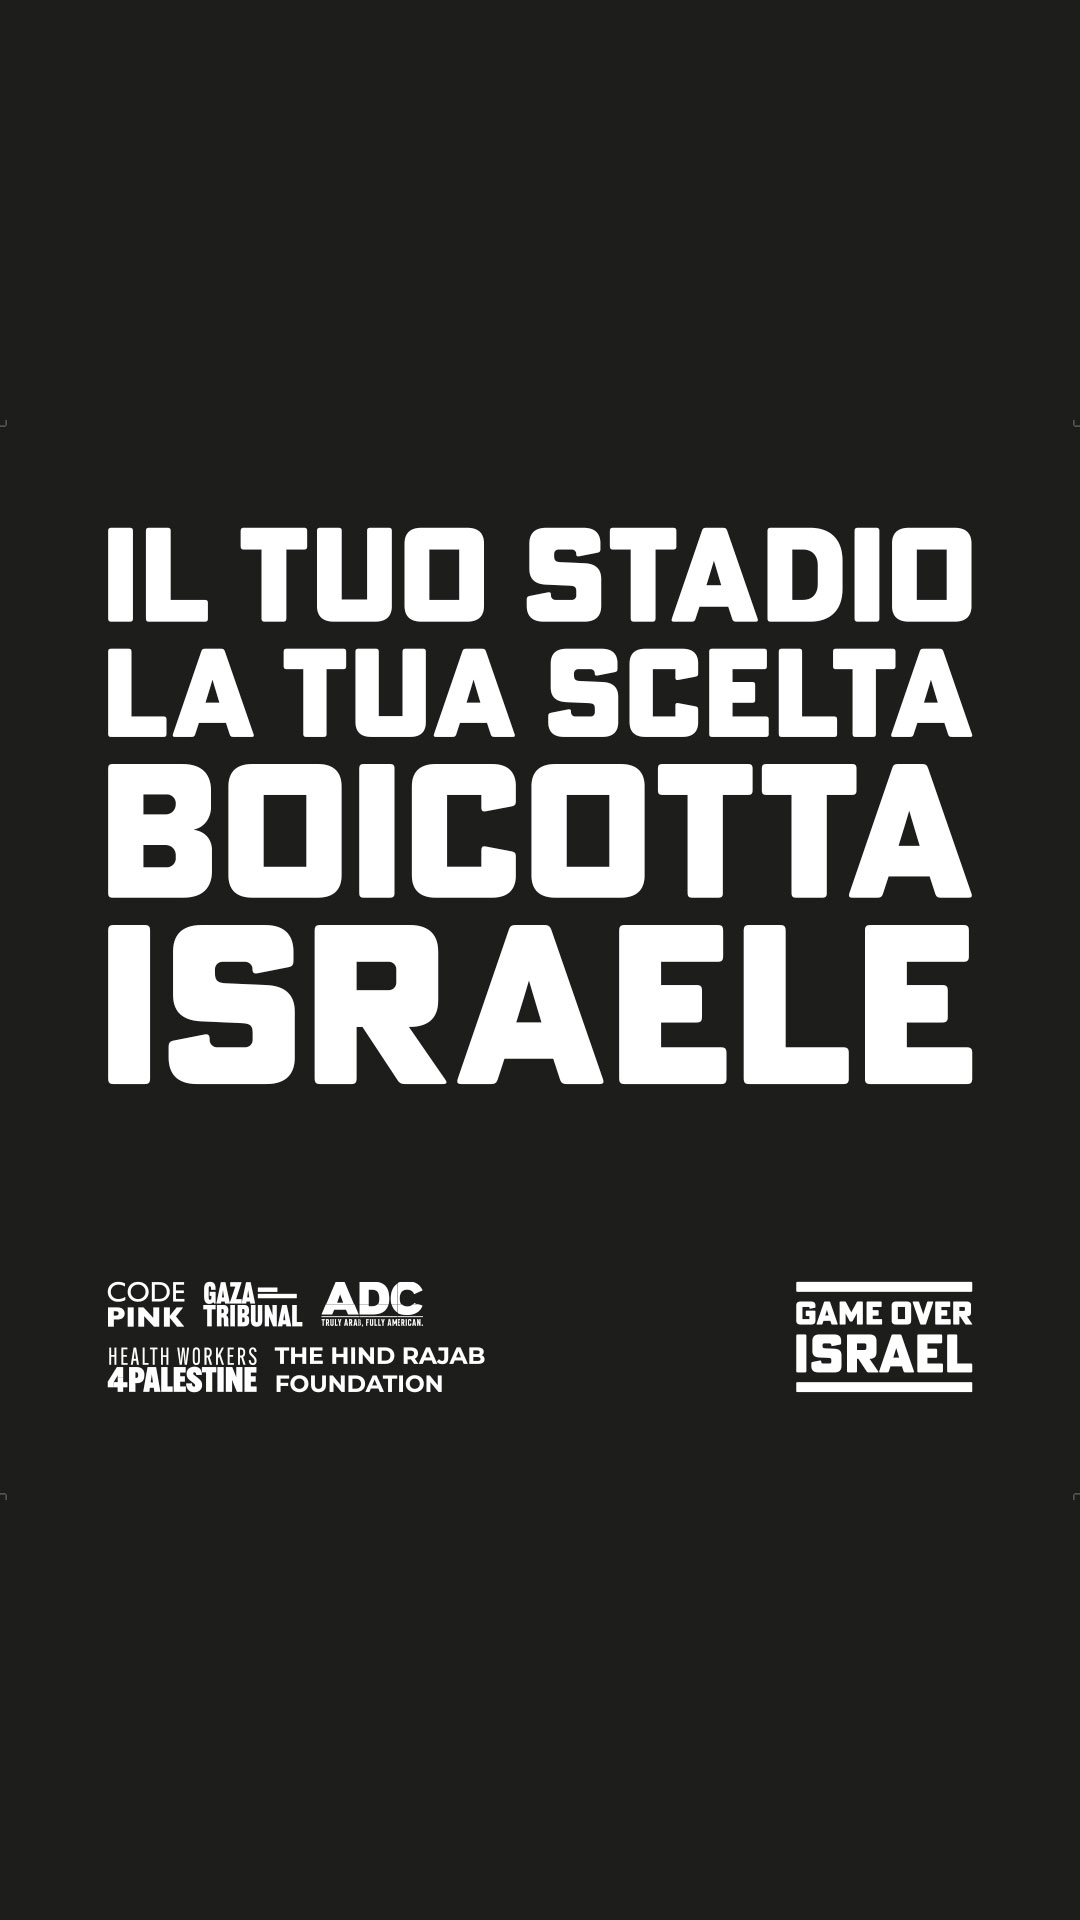 IL TUO STADIO
LA TUA SCELTA
BOICOTTA
ISRAELE
CODE
PINK
GAZA
TRIBUNAL
ADC
TRULY ARAB, FULLY AMERICAN.
HEALTH WORKERS
4PALESTINE
THE HIND RAJAB
FOUNDATION
GAME OVER
ISRAEL